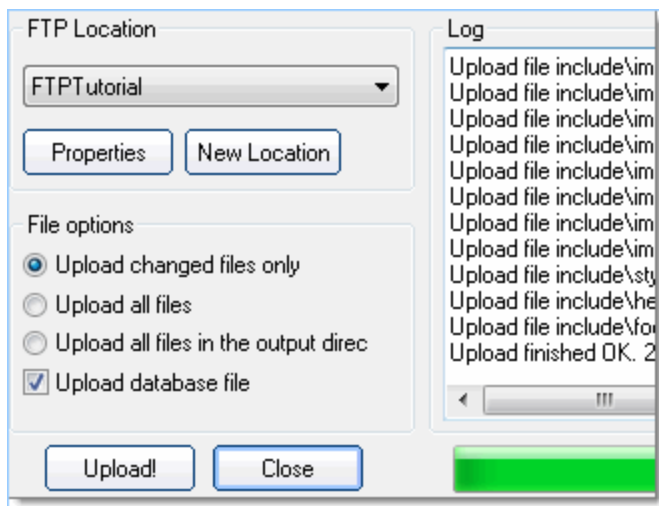 FTP Location
FTPTutorial
Properties
New Location
File options
Upload changed files only
Upload all files
Upload all files in the output direc
Upload database file
Upload!
Close
Log
Upload file include\im
Upload file include\im
Upload file include\im
Upload file include\im
Upload file include\im
Upload file include\im
Upload file include\im
Upload file include\im
Upload file include\sty
Upload file include\he
Upload file include\foo
Upload finished OK. 2